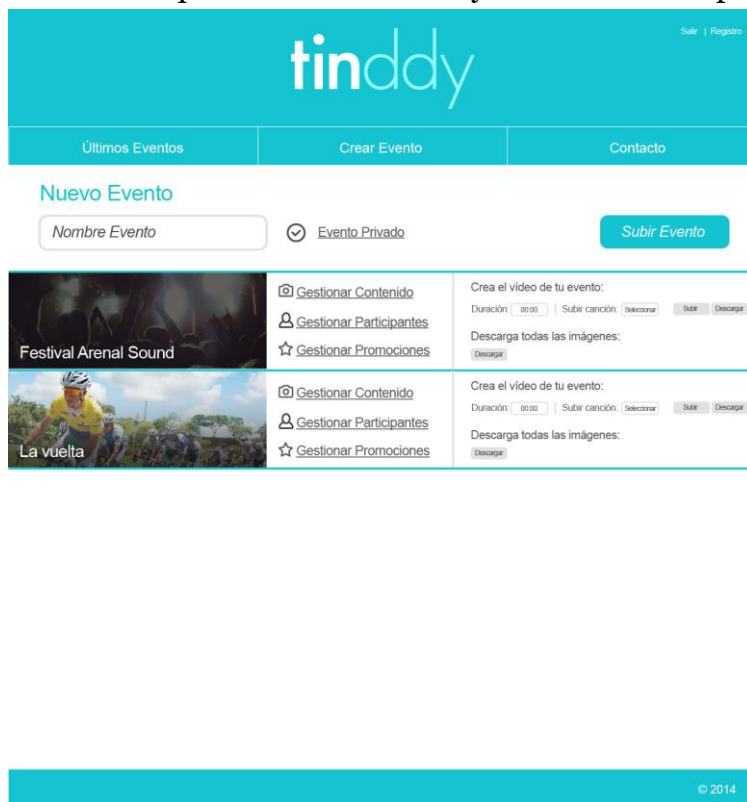 tinddy
Salir | Registro
Últimos Eventos Crear Evento Contacto
Nuevo Evento
Nombre Evento Evento Privado Subir Evento
Festival Arenal Sound
Gestionar Contenido
Gestionar Participantes
Gestionar Promociones
Crea el vídeo de tu evento:
Duración: 00:00 | Subir canción: Seleccionar Subir Descargar
Descarga todas las imágenes:
Descargar
La vuelta
Gestionar Contenido
Gestionar Participantes
Gestionar Promociones
Crea el vídeo de tu evento:
Duración: 00:00 | Subir canción: Seleccionar Subir Descargar
Descarga todas las imágenes:
Descargar
© 2014